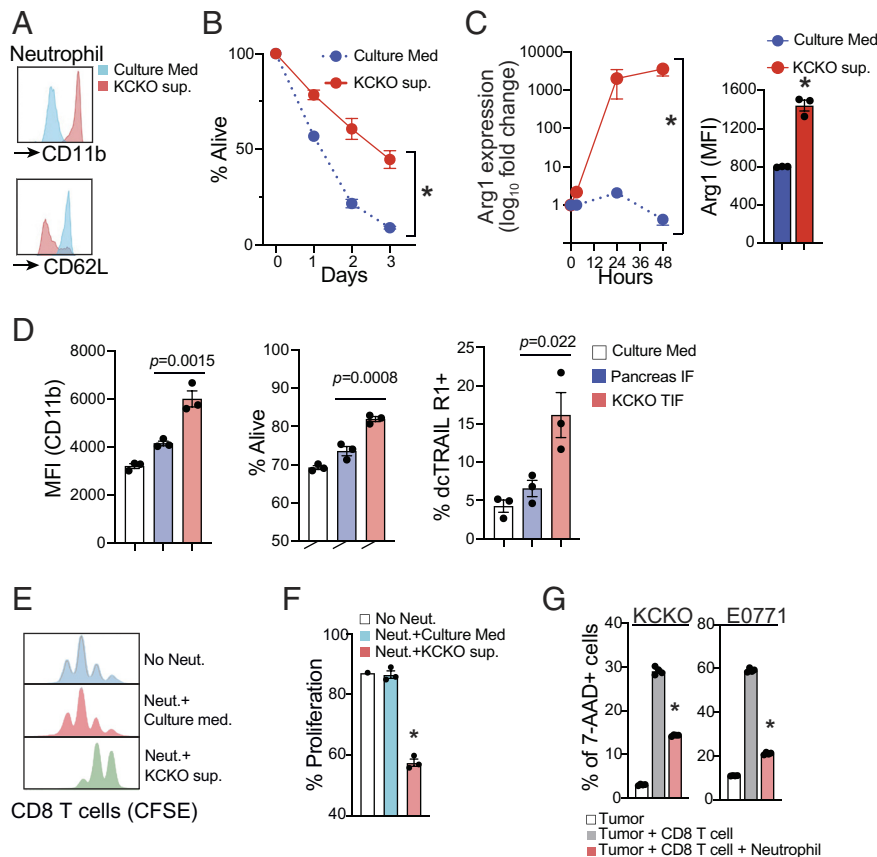 A
Neutrophil
Culture Med
KCKO sup.
CD11b
CD62L
B
Culture Med
KCKO sup.
100
50
0
% Alive
0 1 2 3
Days
*
C
Culture Med
KCKO sup.
10000
1000
100
10
1
Arg1 expression
(log10 fold change)
0 12 24 36 48
Hours
*
1600
1200
800
400
0
Arg1 (MFI)
*
D
8000
6000
4000
2000
0
MFI (CD11b)
p=0.0015
100
90
80
70
60
50
% Alive
p=0.0008
25
20
15
10
5
0
% dcTRAIL R1+
p=0.022
Culture Med
Pancreas IF
KCKO TIF
E
No Neut.
Neut.+
Culture med.
Neut.+
KCKO sup.
CD8 T cells (CFSE)
F
No Neut.
Neut.+Culture Med
Neut.+KCKO sup.
100
80
60
40
% Proliferation
*
G
KCKO
E0771
40
30
20
10
0
% of 7-AAD+ cells
*
80
60
40
20
0
*
Tumor
Tumor + CD8 T cell
Tumor + CD8 T cell + Neutrophil